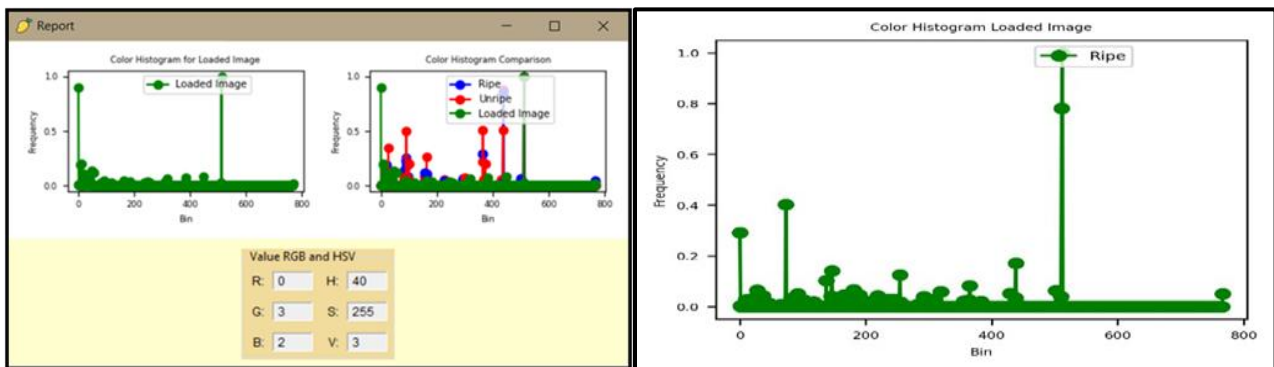 Report
Color Histogram for Loaded Image
1.0
0.5
0.0
Frequency
Loaded Image
0 200 400 600 800
Bin
Color Histogram Comparison
1.0
0.5
0.0
Frequency
Ripe
Unripe
Loaded Image
0 200 400 600 800
Bin
Value RGB and HSV
R: 0 H: 40
G: 3 S: 255
B: 2 V: 3
Color Histogram Loaded Image
1.0
0.8
0.6
0.4
0.2
0.0
Frequency
Ripe
0 200 400 600 800
Bin